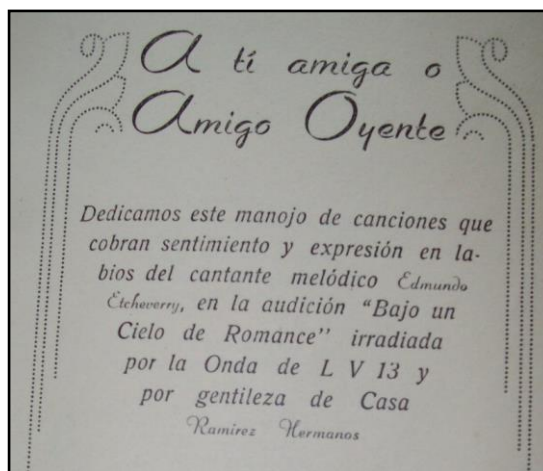 A tí amiga o
Amigo Oyente
Dedicamos este manojo de canciones que
cobran sentimiento y expresión en la-
bios del cantante melódico Edmundo
Etcheverry, en la audición "Bajo un
Cielo de Romance" irradiada
por la Onda de L V 13 y
por gentileza de Casa
Ramírez Hermanos